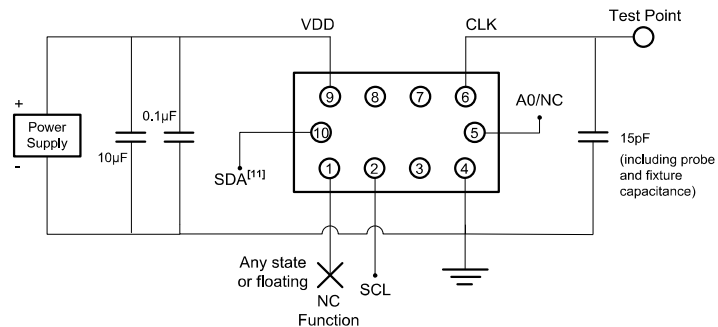 Test Point
VDD
CLK
9
8
7
6
A0/NC
+
Power
Supply
-
10µF
0.1µF
10
5
15pF
(including probe
and fixture
capacitance)
SDA[11]
1
2
3
4
Any state
or floating
NC
Function
SCL